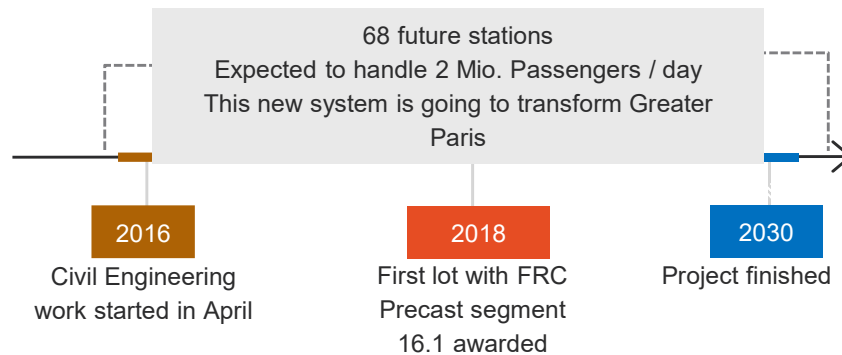 68 future stations
Expected to handle 2 Mio. Passengers / day
This new system is going to transform Greater
Paris
2016
2018
2030
Civil Engineering
work started in April
First lot with FRC
Precast segment
16.1 awarded
Project finished